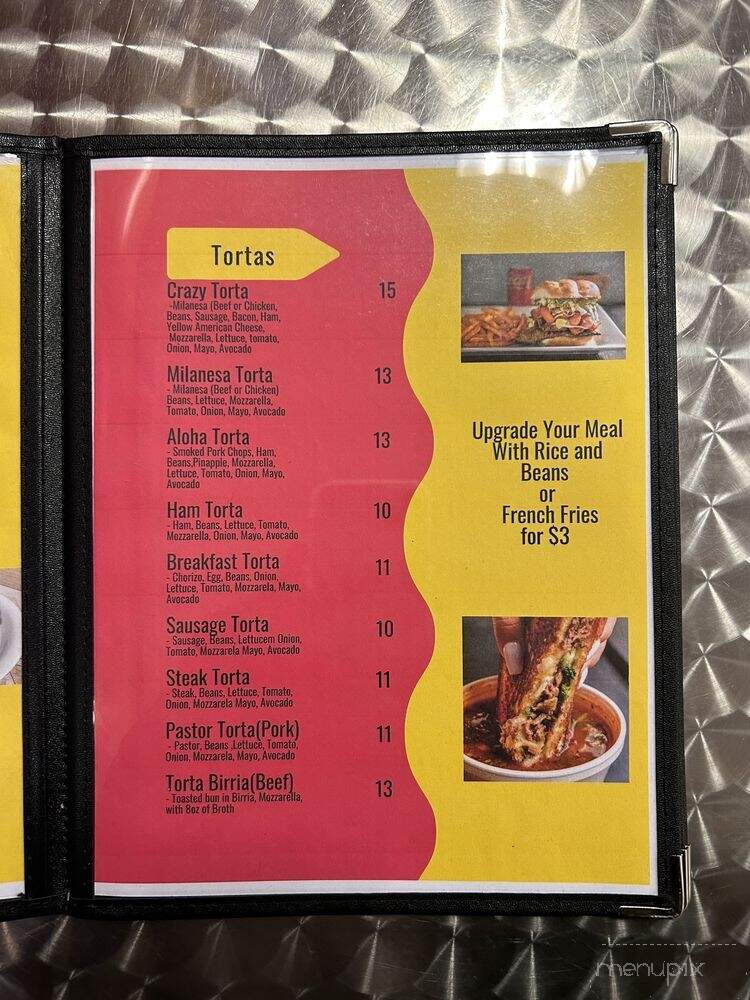 Tortas
Crazy Torta 15
-Milanesa (Beef or Chicken,
Beans, Sausage, Bacon, Ham,
Yellow American Cheese,
Mozzarella, Lettuce, tomato,
Onion, Mayo, Avocado
Milanesa Torta 13
- Milanesa (Beef or Chicken)
Beans, Lettuce, Mozzarella,
Tomato, Onion, Mayo, Avocado
Aloha Torta 13
- Smoked Pork Chops, Ham,
Beans,Pinapple, Mozzarella,
Lettuce, Tomato, Onion, Mayo,
Avocado
Ham Torta 10
- Ham, Beans, Lettuce, Tomato,
Mozzarella, Onion, Mayo, Avocado
Breakfast Torta 11
- Chorizo, Egg, Beans, Onion,
Lettuce, Tomato, Mozzarela, Mayo,
Avocado
Sausage Torta 10
- Sausage, Beans, Lettucem Onion,
Tomato, Mozzarela Mayo, Avocado
Steak Torta 11
- Steak, Beans, Lettuce, Tomato,
Onion, Mozzarela Mayo, Avocado
Pastor Torta(Pork) 11
- Pastor, Beans ,Lettuce, Tomato,
Onion, Mozzarela, Mayo, Avocado
Torta Birria(Beef) 13
- Toasted bun in Birria, Mozzarella,
with 8oz of Broth
Upgrade Your Meal
With Rice and
Beans
or
French Fries
for $3
menupix